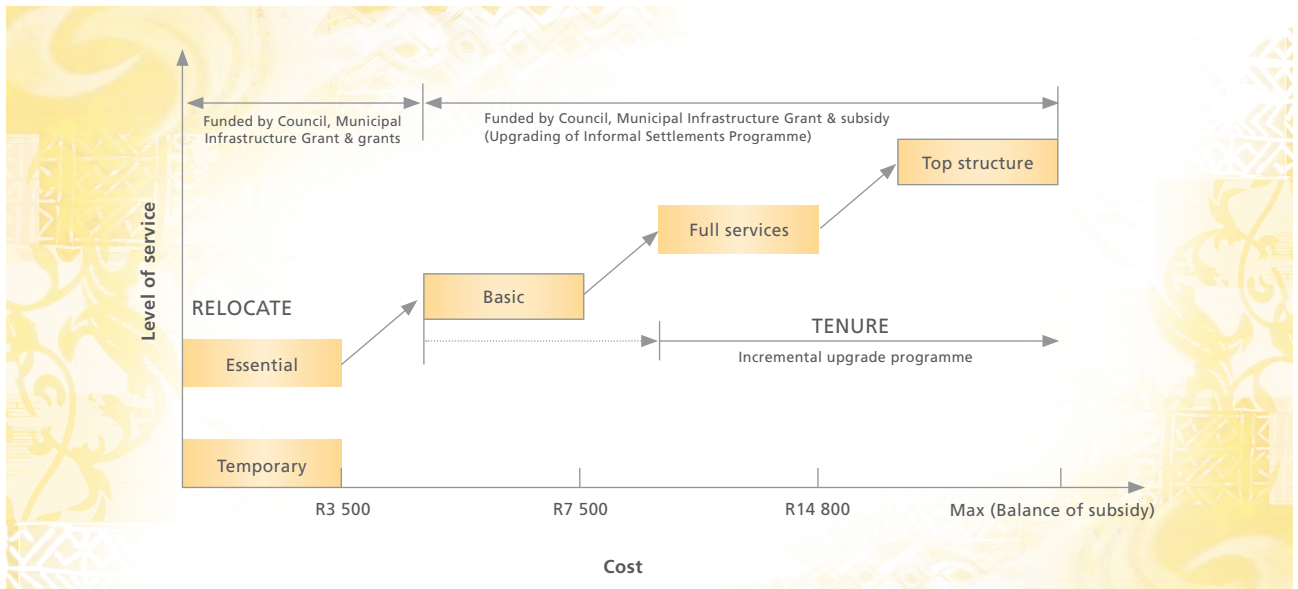 Funded by Council, Municipal
Infrastructure Grant & grants
Funded by Council, Municipal Infrastructure Grant & subsidy
(Upgrading of Informal Settlements Programme)
Top structure
Full services
Level of service
Basic
RELOCATE
TENURE
Essential
Incremental upgrade programme
Temporary
R3 500
R7 500
R14 800
Max (Balance of subsidy)
Cost